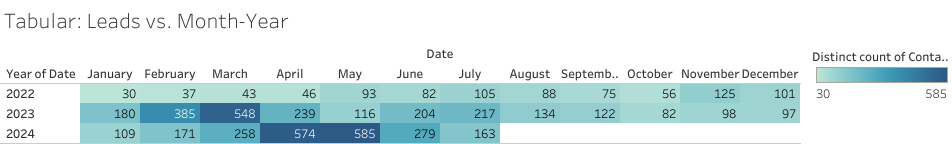 Tabular: Leads vs. Month-Year
Date
Year of Date January February March April May June July August Septemb.. October November December
2022 30 37 43 46 93 82 105 88 75 56 125 101
2023 180 385 548 239 116 204 217 134 122 82 98 97
2024 109 171 258 574 585 279 163
Distinct count of Conta..
30 585